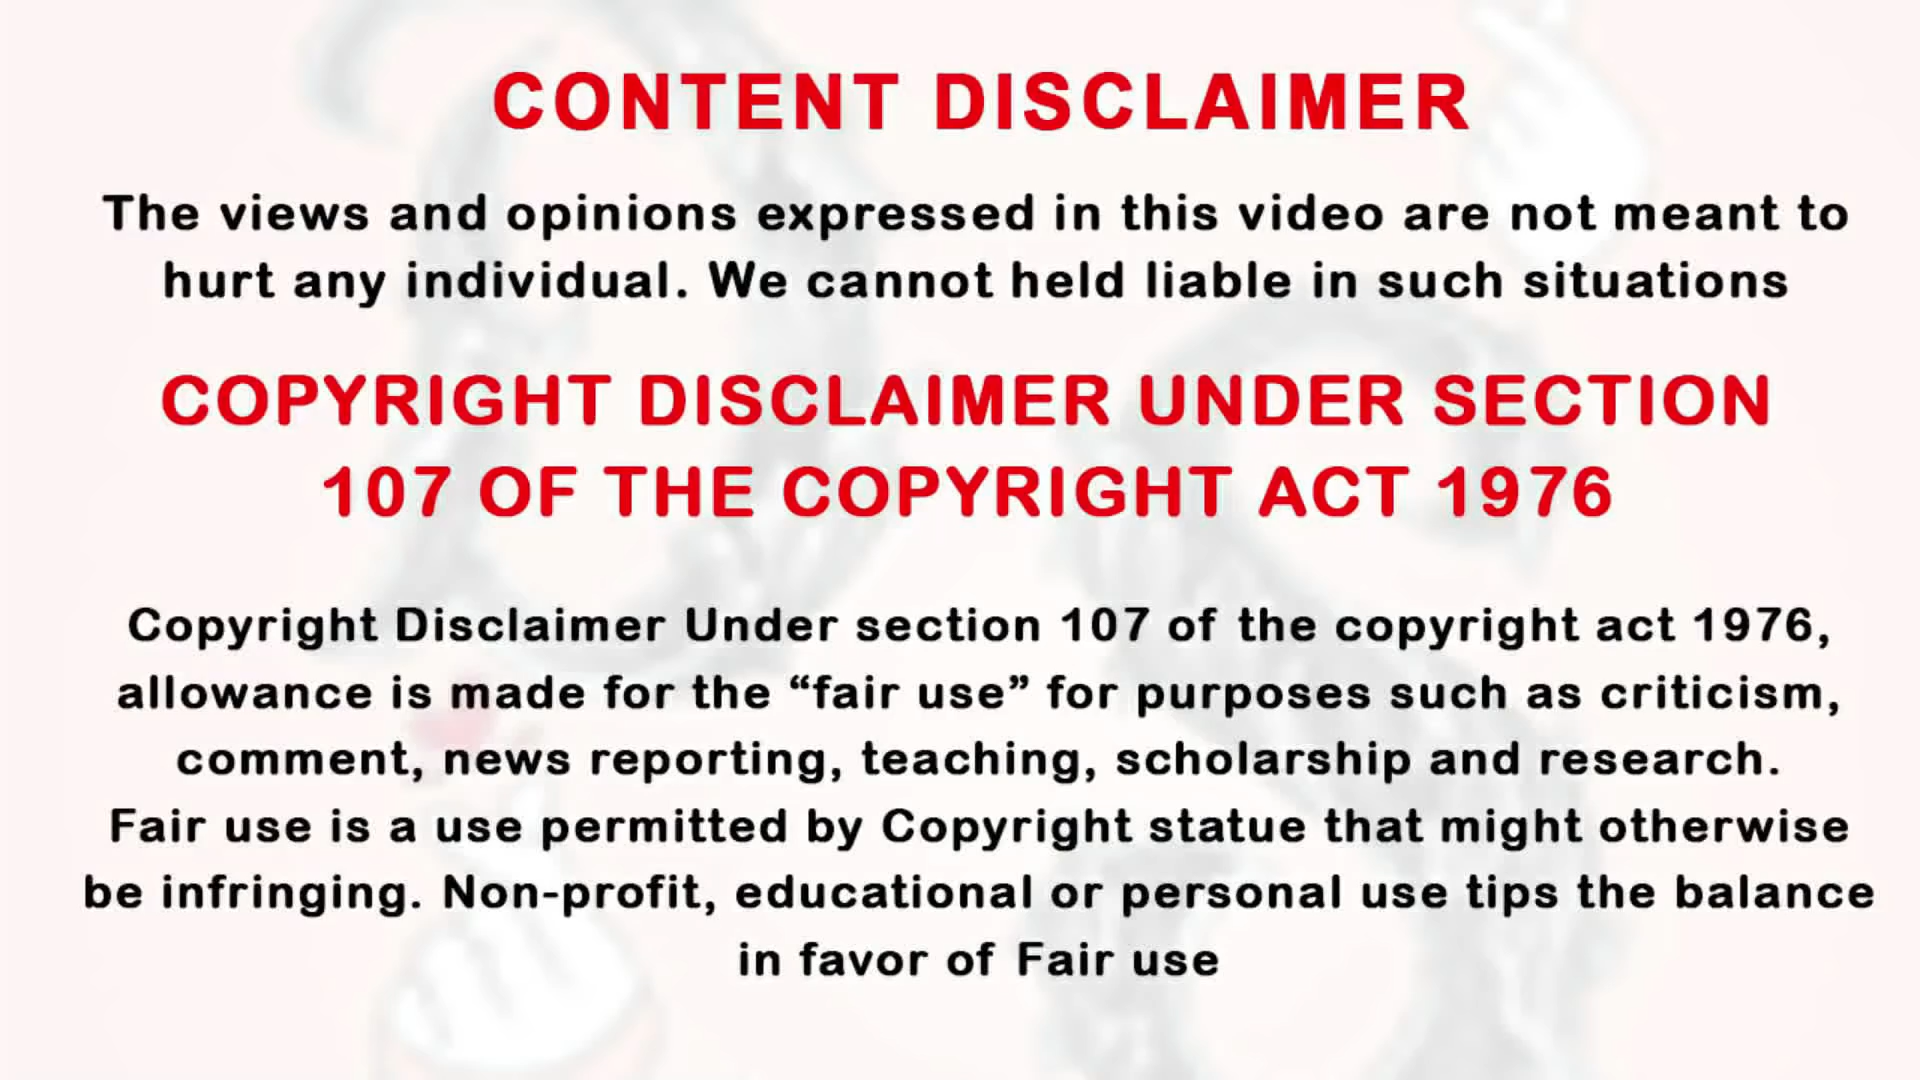 CONTENT DISCLAIMER
The views and opinions expressed in this video are not meant to
hurt any individual. We cannot held liable in such situations
COPYRIGHT DISCLAIMER UNDER SECTION
107 OF THE COPYRIGHT ACT 1976
Copyright Disclaimer Under section 107 of the copyright act 1976,
allowance is made for the “fair use” for purposes such as criticism,
comment, news reporting, teaching, scholarship and research.
Fair use is a use permitted by Copyright statue that might otherwise
be infringing. Non-profit, educational or personal use tips the balance
in favor of Fair use